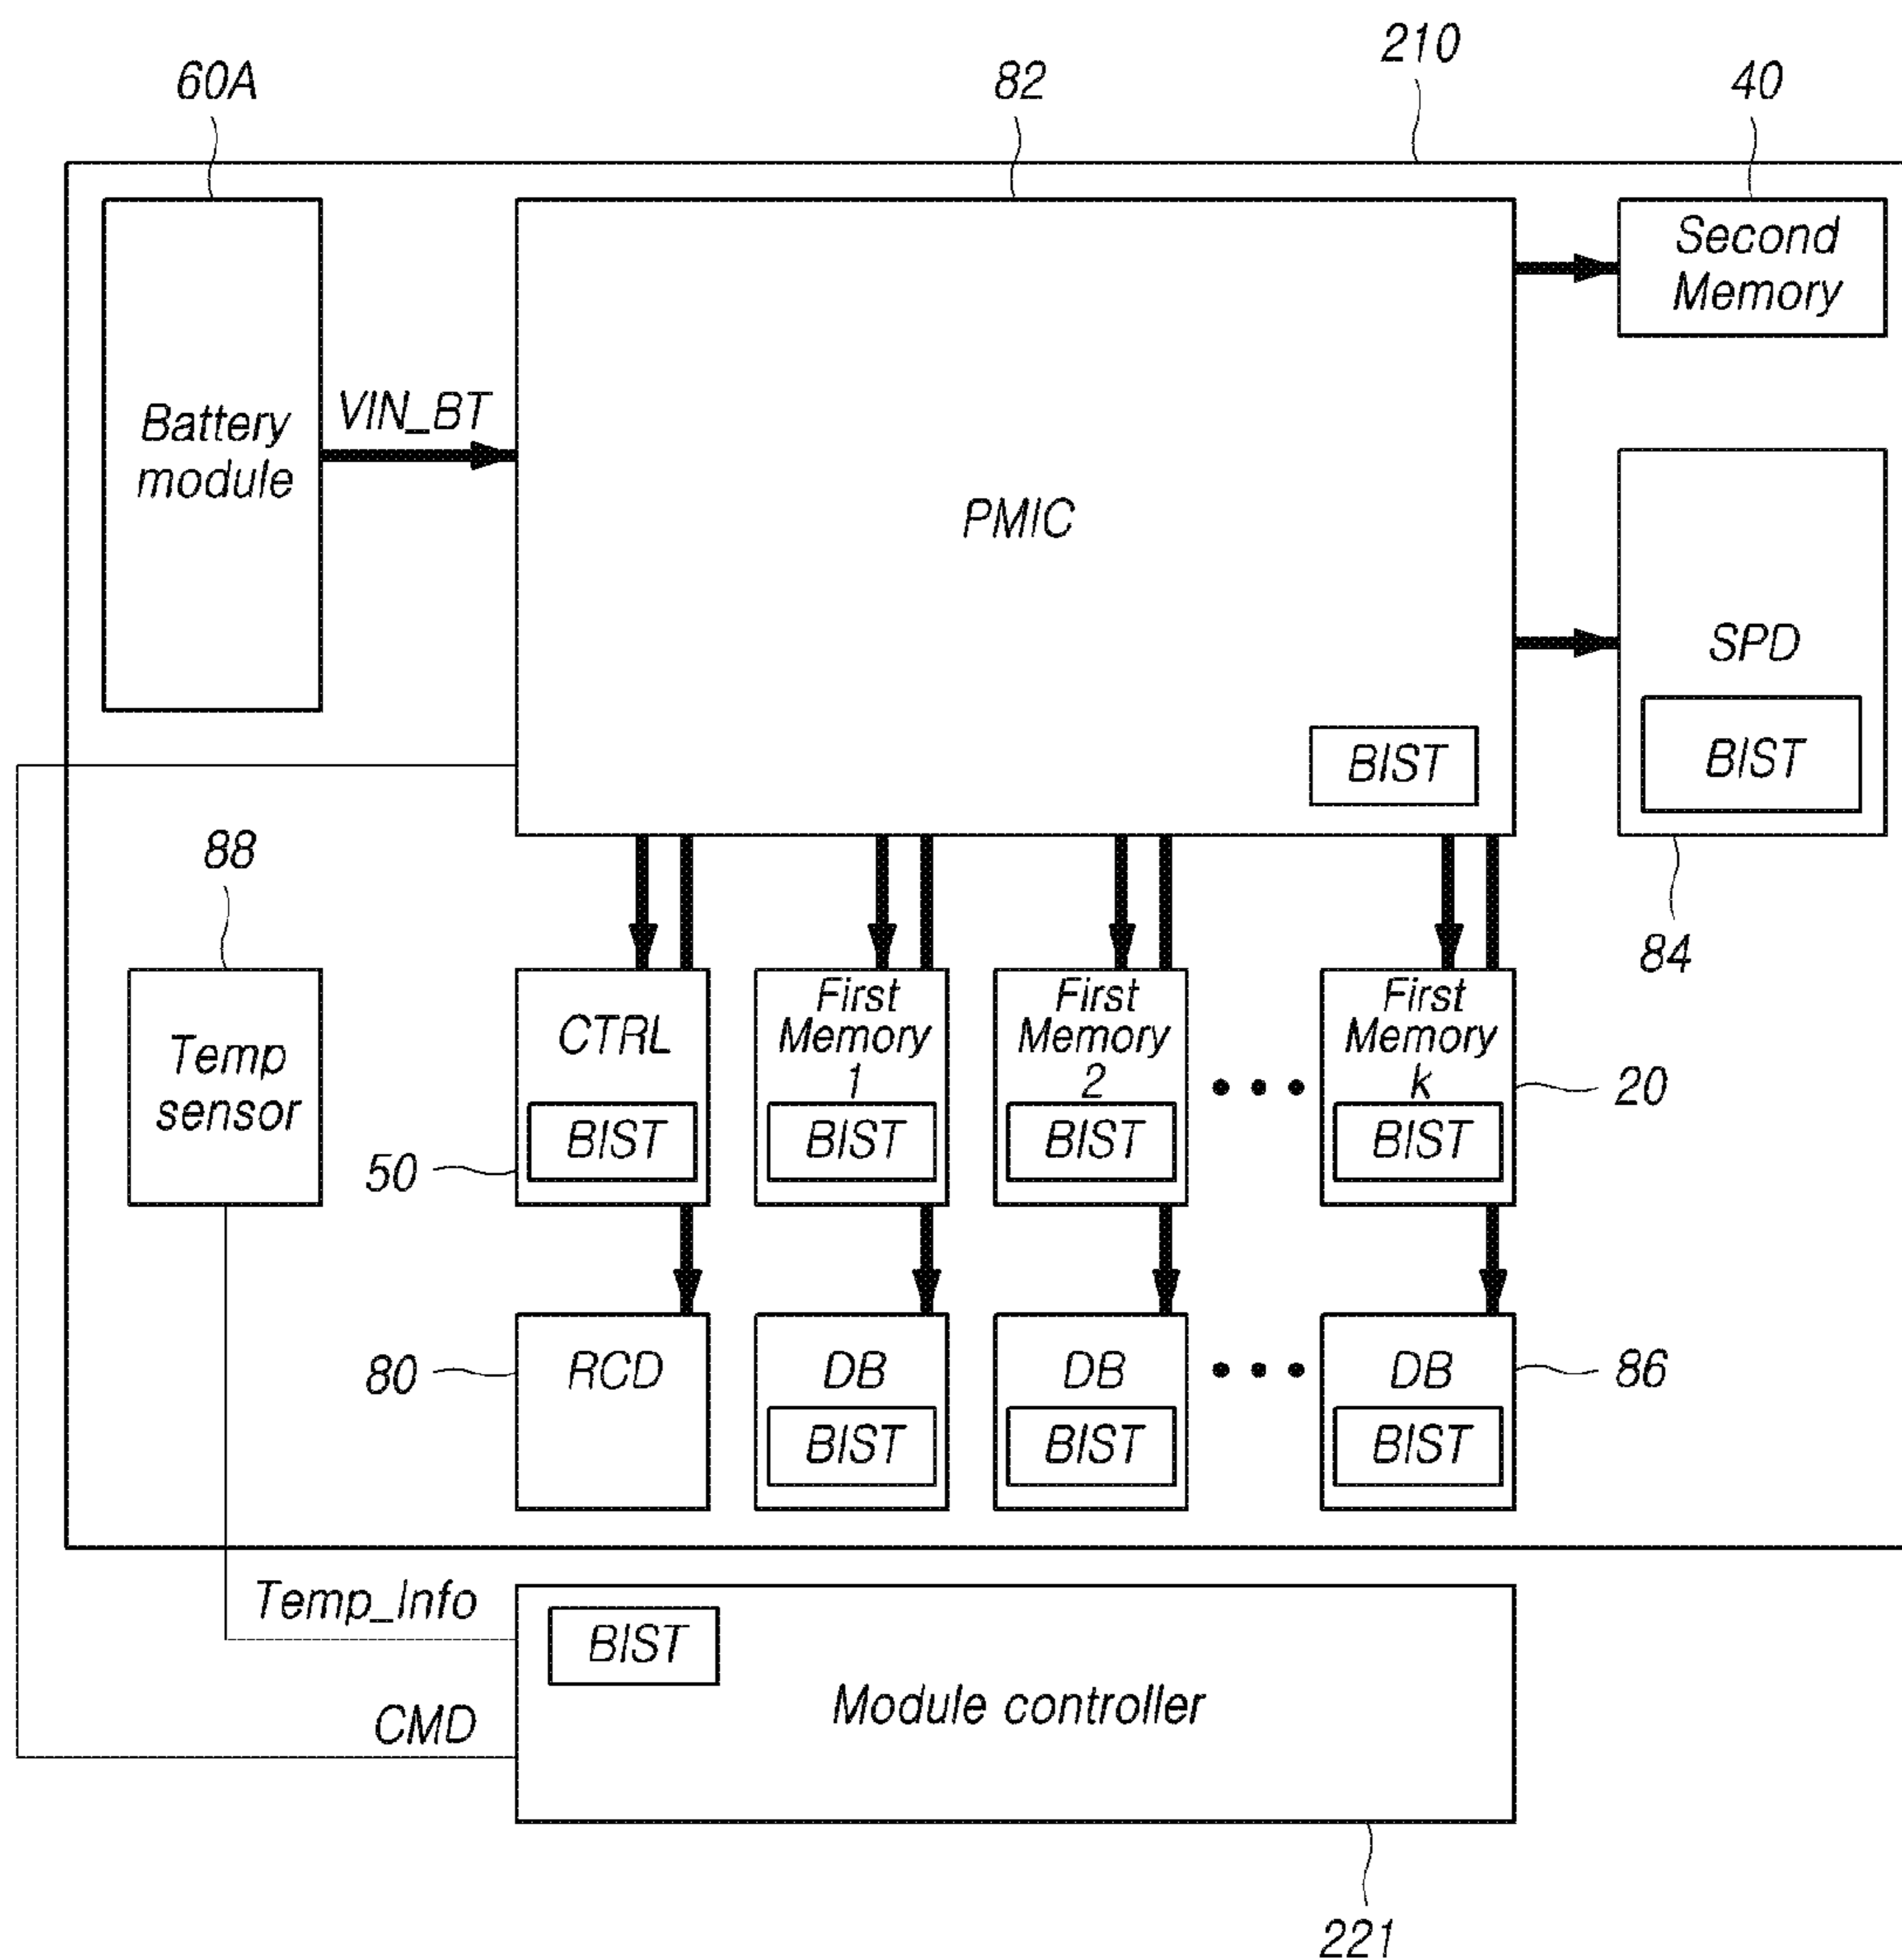 210
60A
82
40
Second
Memory
Battery
module
VIN_BT
PMIC
SPD
BIST
BIST
88
84
Temp
sensor
CTRL
BIST
First
Memory
1
BIST
First
Memory
2
BIST
• • •
First
Memory
k
BIST
20
50
80
RCD
DB
BIST
DB
BIST
• • •
DB
BIST
86
Temp_Info
BIST
Module controller
CMD
221